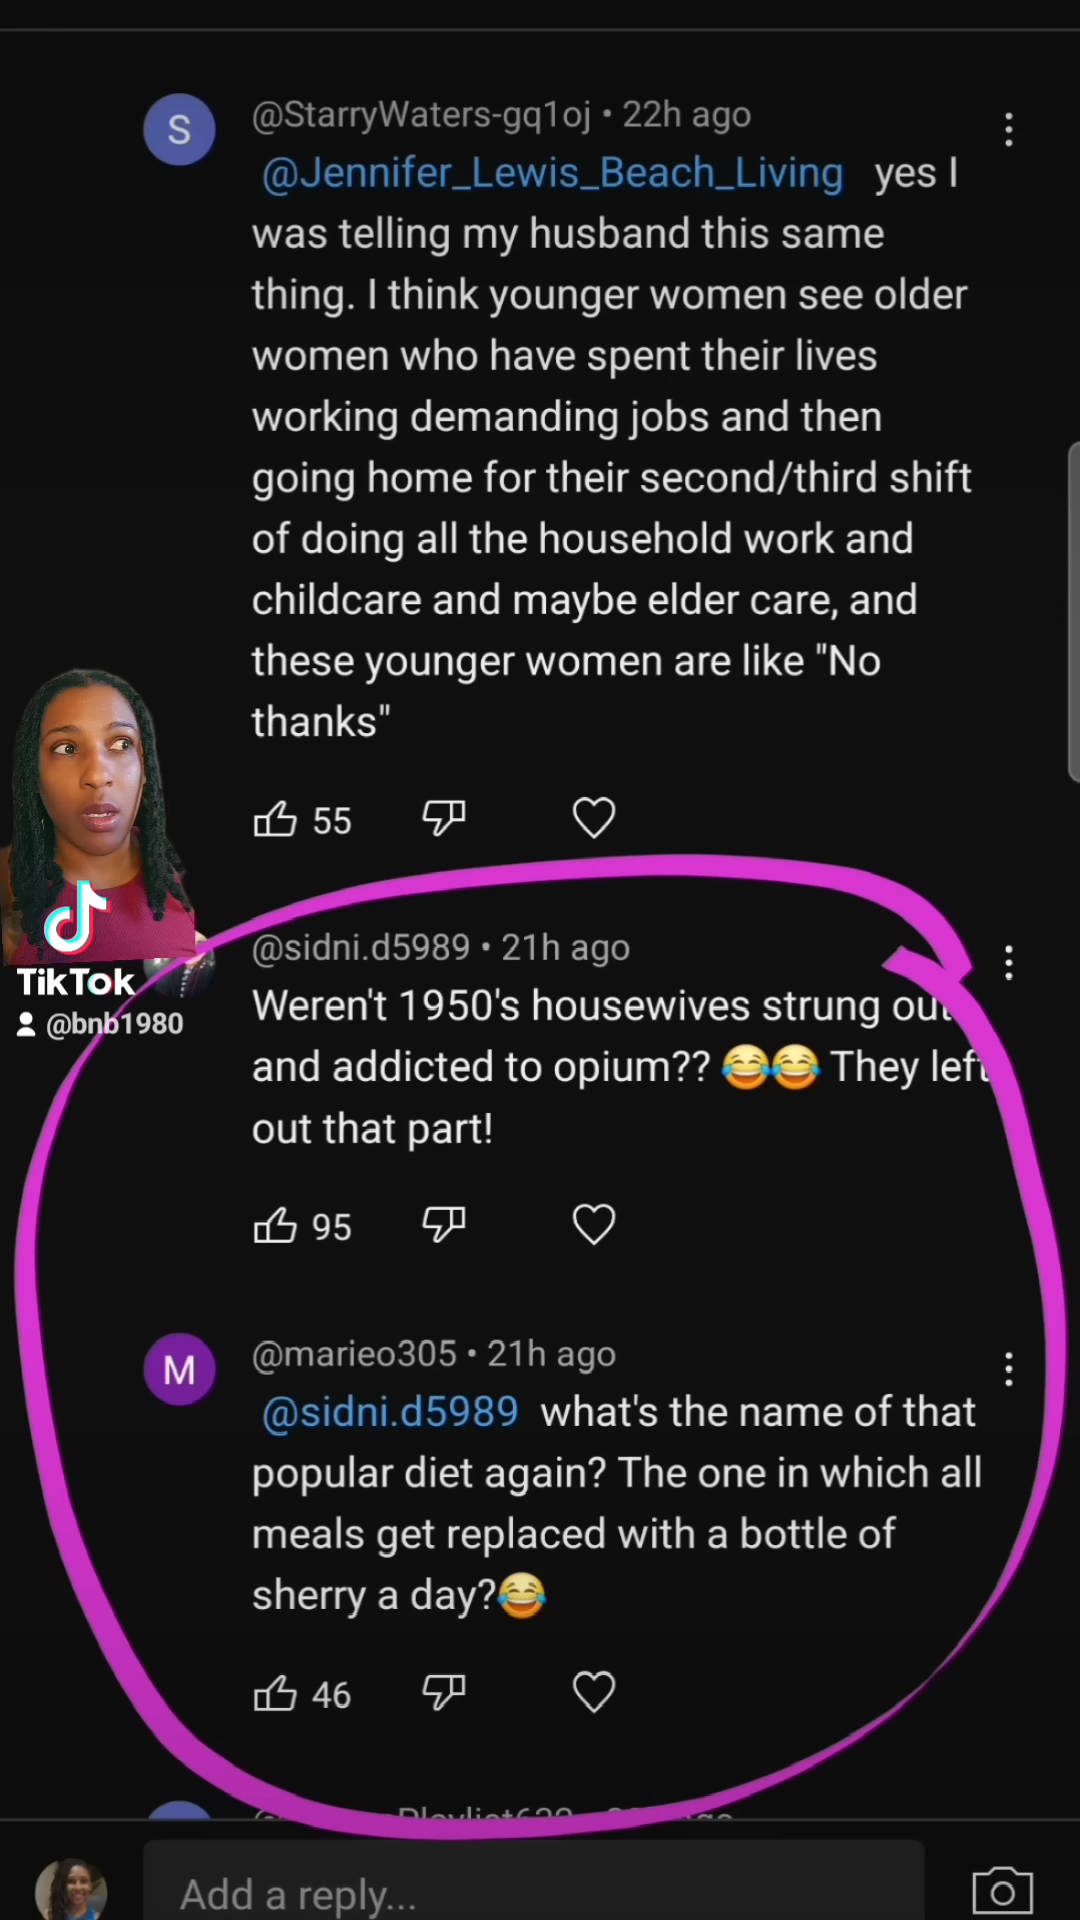 S
@StarryWaters-gq1oj • 22h ago
@Jennifer_Lewis_Beach_Living yes I
was telling my husband this same
thing. I think younger women see older
women who have spent their lives
working demanding jobs and then
going home for their second/third shift
of doing all the household work and
childcare and maybe elder care, and
these younger women are like "No
thanks"
55
TikTok
@bnb1980
@sidni.d5989 • 21h ago
Weren't 1950's housewives strung out
and addicted to opium?? 😂😂 They left
out that part!
95
M
@marieo305 • 21h ago
@sidni.d5989 what's the name of that
popular diet again? The one in which all
meals get replaced with a bottle of
sherry a day?😂
46
Add a reply...